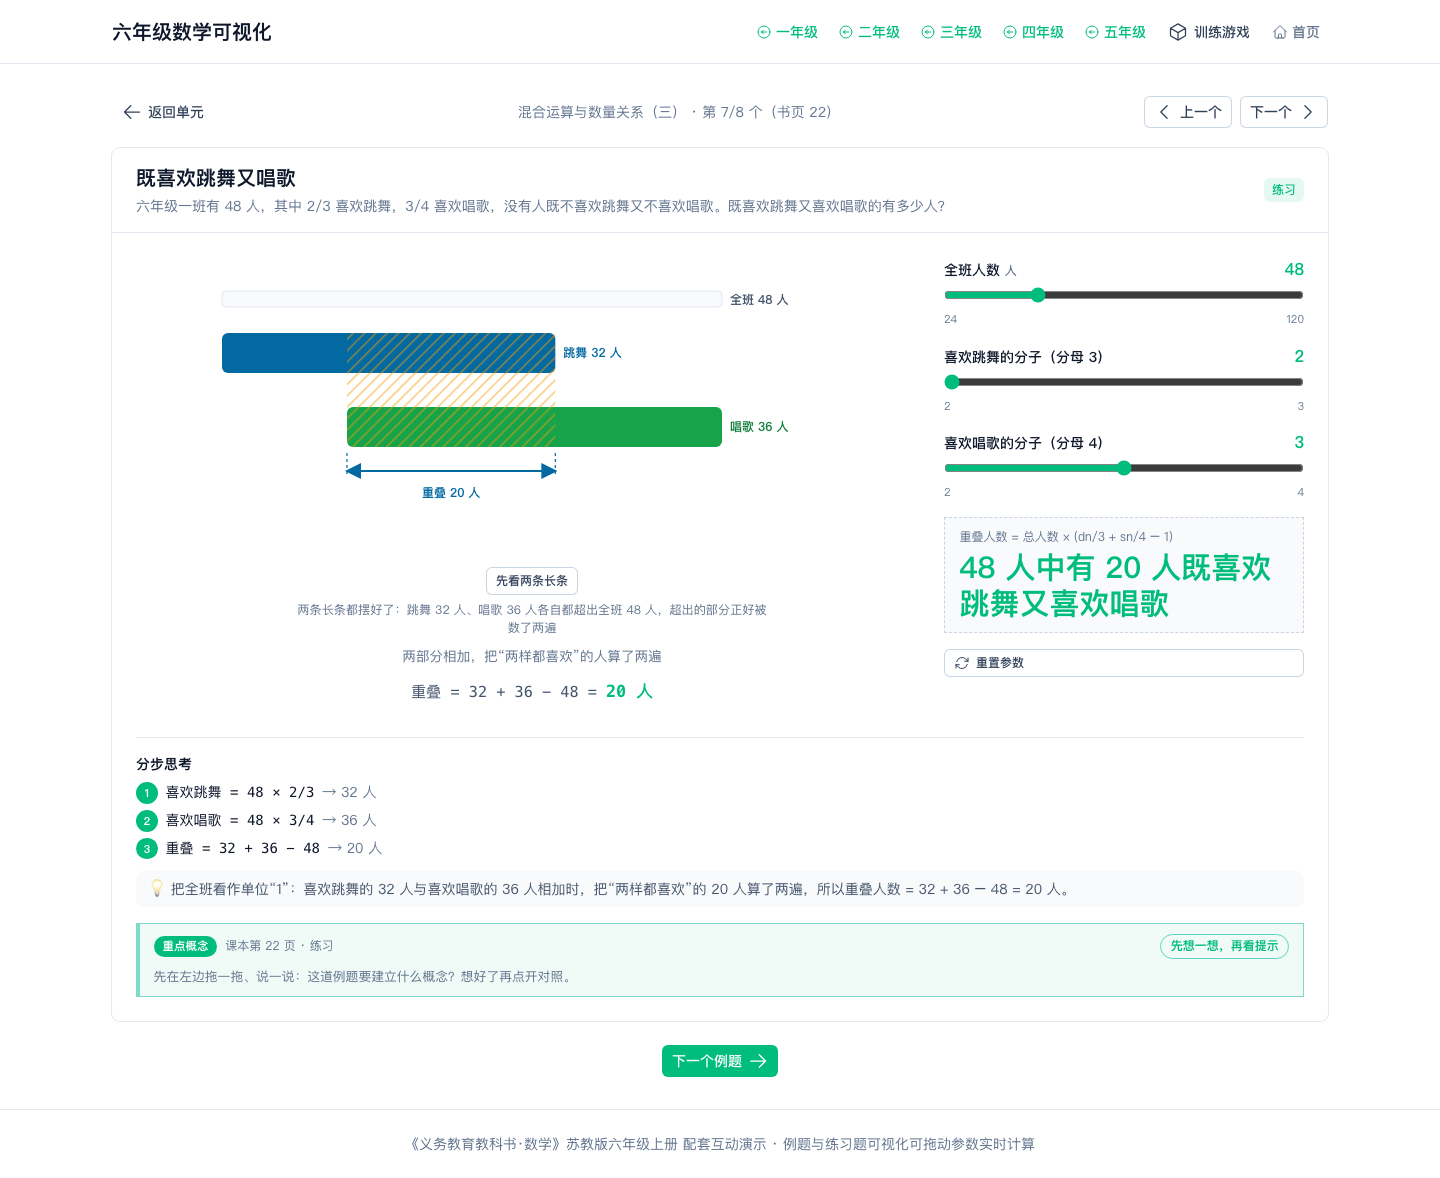 六年级数学可视化
一年级 二年级 三年级 四年级 五年级 训练游戏 首页
返回单元
混合运算与数量关系（三） · 第 7/8 个（书页 22）
上一个 下一个
既喜欢跳舞又唱歌
六年级一班有 48 人，其中 2/3 喜欢跳舞，3/4 喜欢唱歌，没有人既不喜欢跳舞又不喜欢唱歌。既喜欢跳舞又喜欢唱歌的有多少人？
练习
全班 48 人
跳舞 32 人
唱歌 36 人
重叠 20 人
先看两条长条
两条长条都摆好了：跳舞 32 人、唱歌 36 人各自都超出全班 48 人，超出的部分正好被
数了两遍
两部分相加，把“两样都喜欢”的人算了两遍
重叠 = 32 + 36 − 48 = 20 人
全班人数 人 48
24 120
喜欢跳舞的分子（分母 3） 2
2 3
喜欢唱歌的分子（分母 4） 3
2 4
重叠人数 = 总人数 × (dn/3 + sn/4 − 1)
48 人中有 20 人既喜欢
跳舞又喜欢唱歌
重置参数
分步思考
1 喜欢跳舞 = 48 × 2/3 → 32 人
2 喜欢唱歌 = 48 × 3/4 → 36 人
3 重叠 = 32 + 36 − 48 → 20 人
把全班看作单位“1”：喜欢跳舞的 32 人与喜欢唱歌的 36 人相加时，把“两样都喜欢”的 20 人算了两遍，所以重叠人数 = 32 + 36 − 48 = 20 人。
重点概念 课本第 22 页 · 练习
先想一想，再看提示
先在左边拖一拖、说一说：这道例题要建立什么概念？想好了再点开对照。
下一个例题
《义务教育教科书·数学》苏教版六年级上册 配套互动演示 · 例题与练习题可视化可拖动参数实时计算